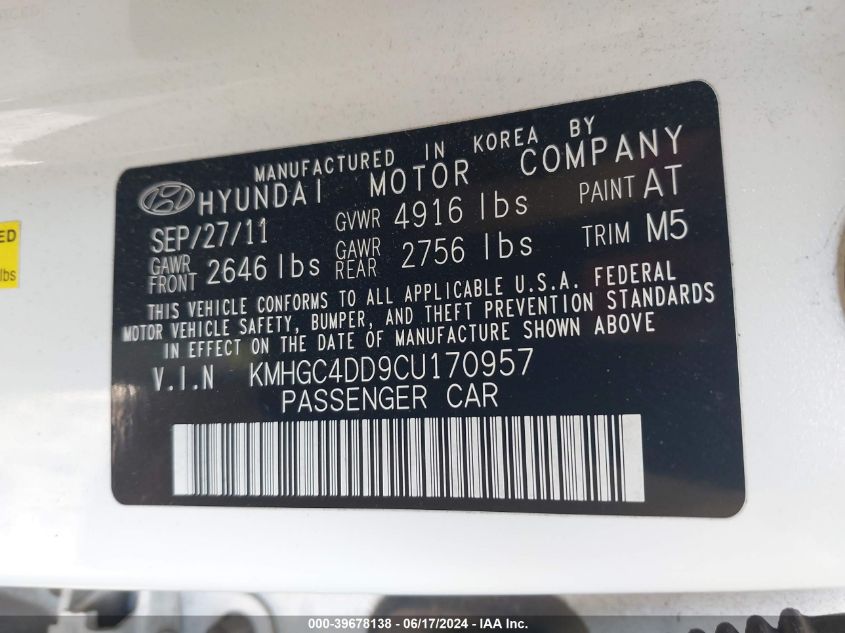 MANUFACTURED IN KOREA BY
HYUNDAI MOTOR COMPANY
SEP/27/11 GVWR 4916 lbs PAINT AT
GAWR FRONT 2646 lbs GAWR REAR 2756 lbs TRIM M5
THIS VEHICLE CONFORMS TO ALL APPLICABLE U.S.A. FEDERAL
MOTOR VEHICLE SAFETY, BUMPER, AND THEFT PREVENTION STANDARDS
IN EFFECT ON THE DATE OF MANUFACTURE SHOWN ABOVE
V.I.N KMHGC4DD9CU170957
PASSENGER CAR
ED
lbs
000-39678138 - 06/17/2024 - IAA Inc.